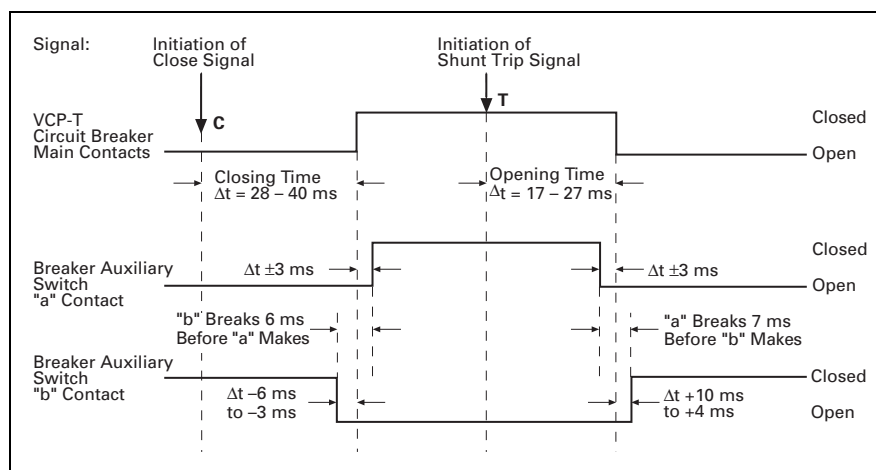 Signal:
Initiation of
Close Signal
Initiation of
Shunt Trip Signal
C
T
VCP-T
Circuit Breaker
Main Contacts
Closed
Open
Closing Time
Δt = 28 – 40 ms
Opening Time
Δt = 17 – 27 ms
Breaker Auxiliary
Switch
"a" Contact
Δt ±3 ms
Δt ±3 ms
Closed
Open
"b" Breaks 6 ms
Before "a" Makes
"a" Breaks 7 ms
Before "b" Makes
Breaker Auxiliary
Switch
"b" Contact
Δt –6 ms
to –3 ms
Δt +10 ms
to +4 ms
Closed
Open